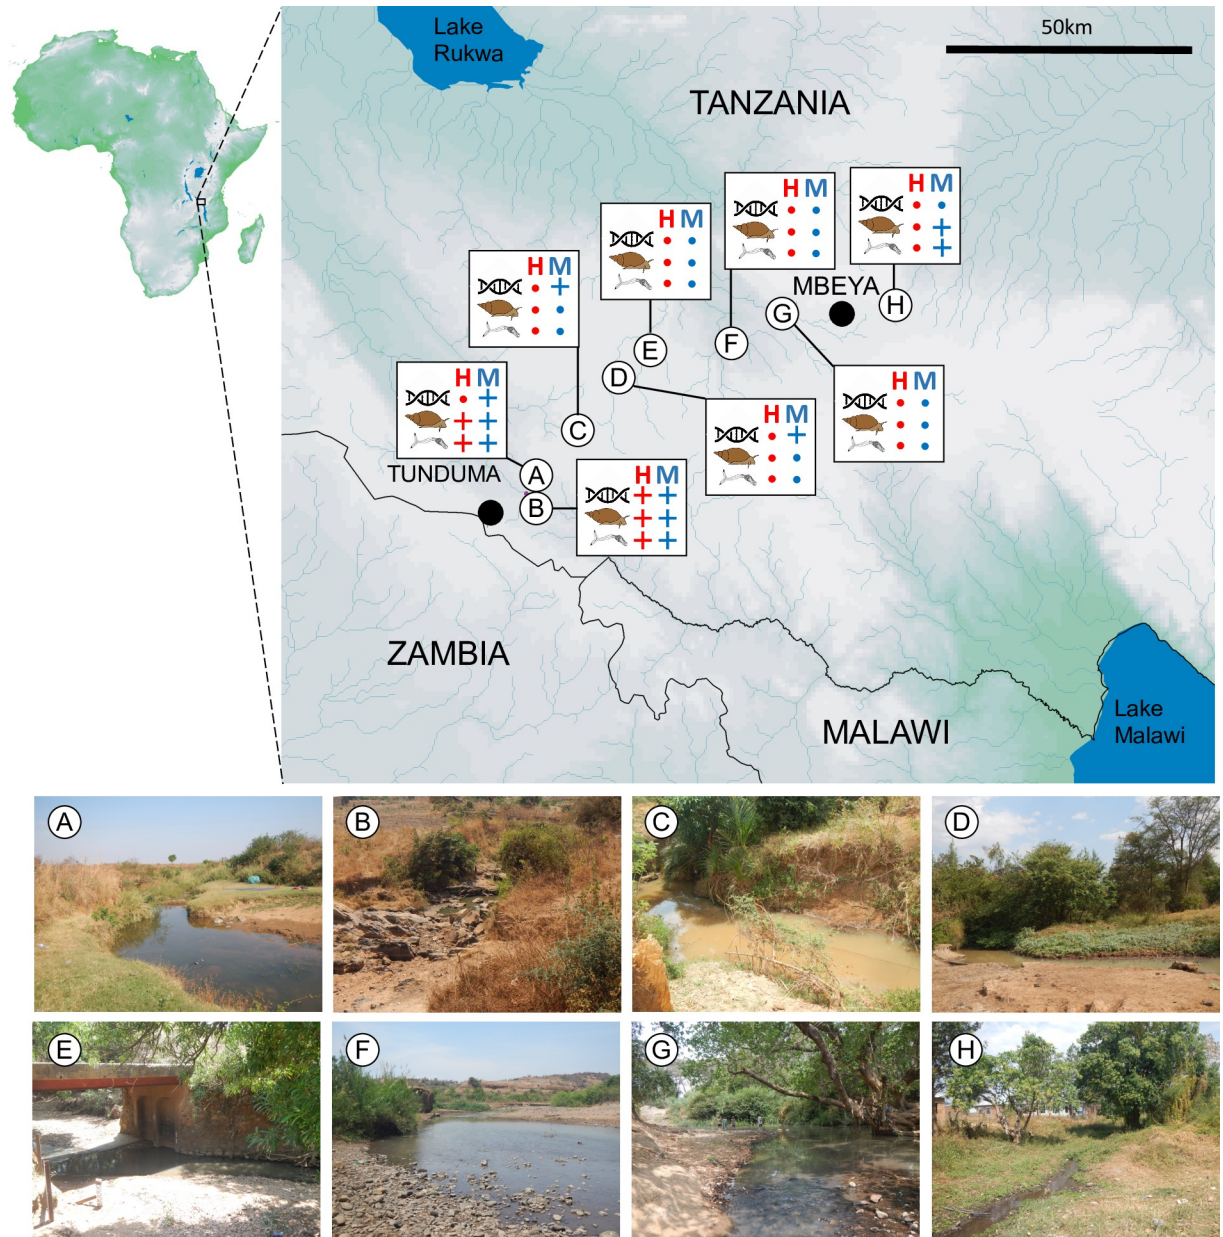 Lake
Rukwa
50km
TANZANIA
H M
H M
H M
H M
MBEYA
H
G
F
E
D
H M
C
H M
H M
H M
TUNDUMA
A
B
ZAMBIA
MALAWI
Lake
Malawi
A
B
C
D
E
F
G
H